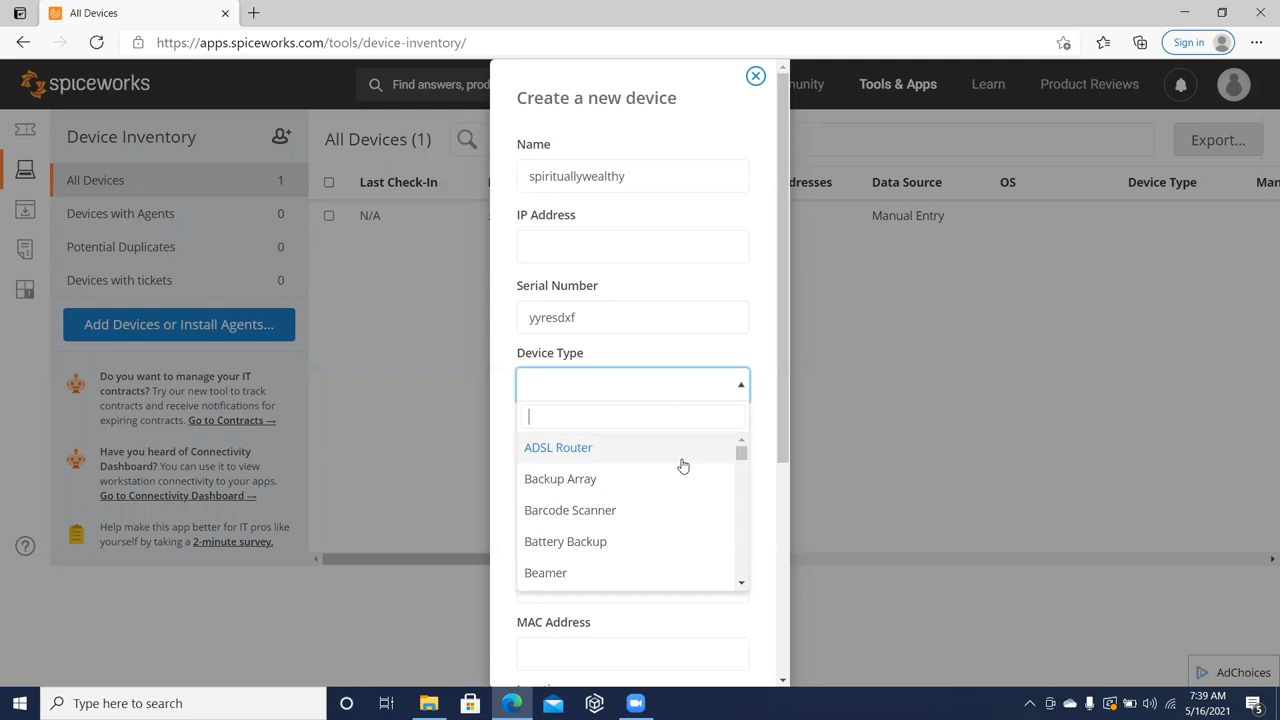 All Devices
https://apps.spiceworks.com/tools/device-inventory/
Sign in
spiceworks
Find answers, prod
munity
Tools & Apps
Learn
Product Reviews
Device Inventory
All Devices 1
Devices with Agents 0
Potential Duplicates 0
Devices with tickets 0
Add Devices or Install Agents...
Do you want to manage your IT
contracts? Try our new tool to track
contracts and receive notifications for
expiring contracts. Go to Contracts →
Have you heard of Connectivity
Dashboard? You can use it to view
workstation connectivity to your apps.
Go to Connectivity Dashboard →
Help make this app better for IT pros like
yourself by taking a 2-minute survey.
All Devices (1)
Export...
Last Check-In
dresses
Data Source
OS
Device Type
Man
N/A
Manual Entry
Create a new device
Name
spirituallywealthy
IP Address
Serial Number
yyresdxf
Device Type
ADSL Router
Backup Array
Barcode Scanner
Battery Backup
Beamer
MAC Address
AdChoices
Type here to search
7:39 AM
5/16/2021
5